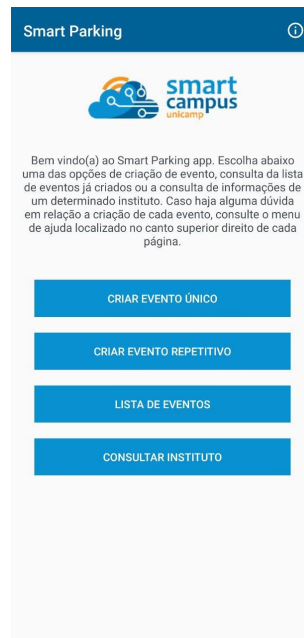 Smart Parking
smart
campus
unicamp
Bem vindo(a) ao Smart Parking app. Escolha abaixo
uma das opções de criação de evento, consulta da lista
de eventos já criados ou a consulta de informações de
um determinado instituto. Caso haja alguma dúvida
em relação a criação de cada evento, consulte o menu
de ajuda localizado no canto superior direito de cada
página.
CRIAR EVENTO ÚNICO
CRIAR EVENTO REPETITIVO
LISTA DE EVENTOS
CONSULTAR INSTITUTO